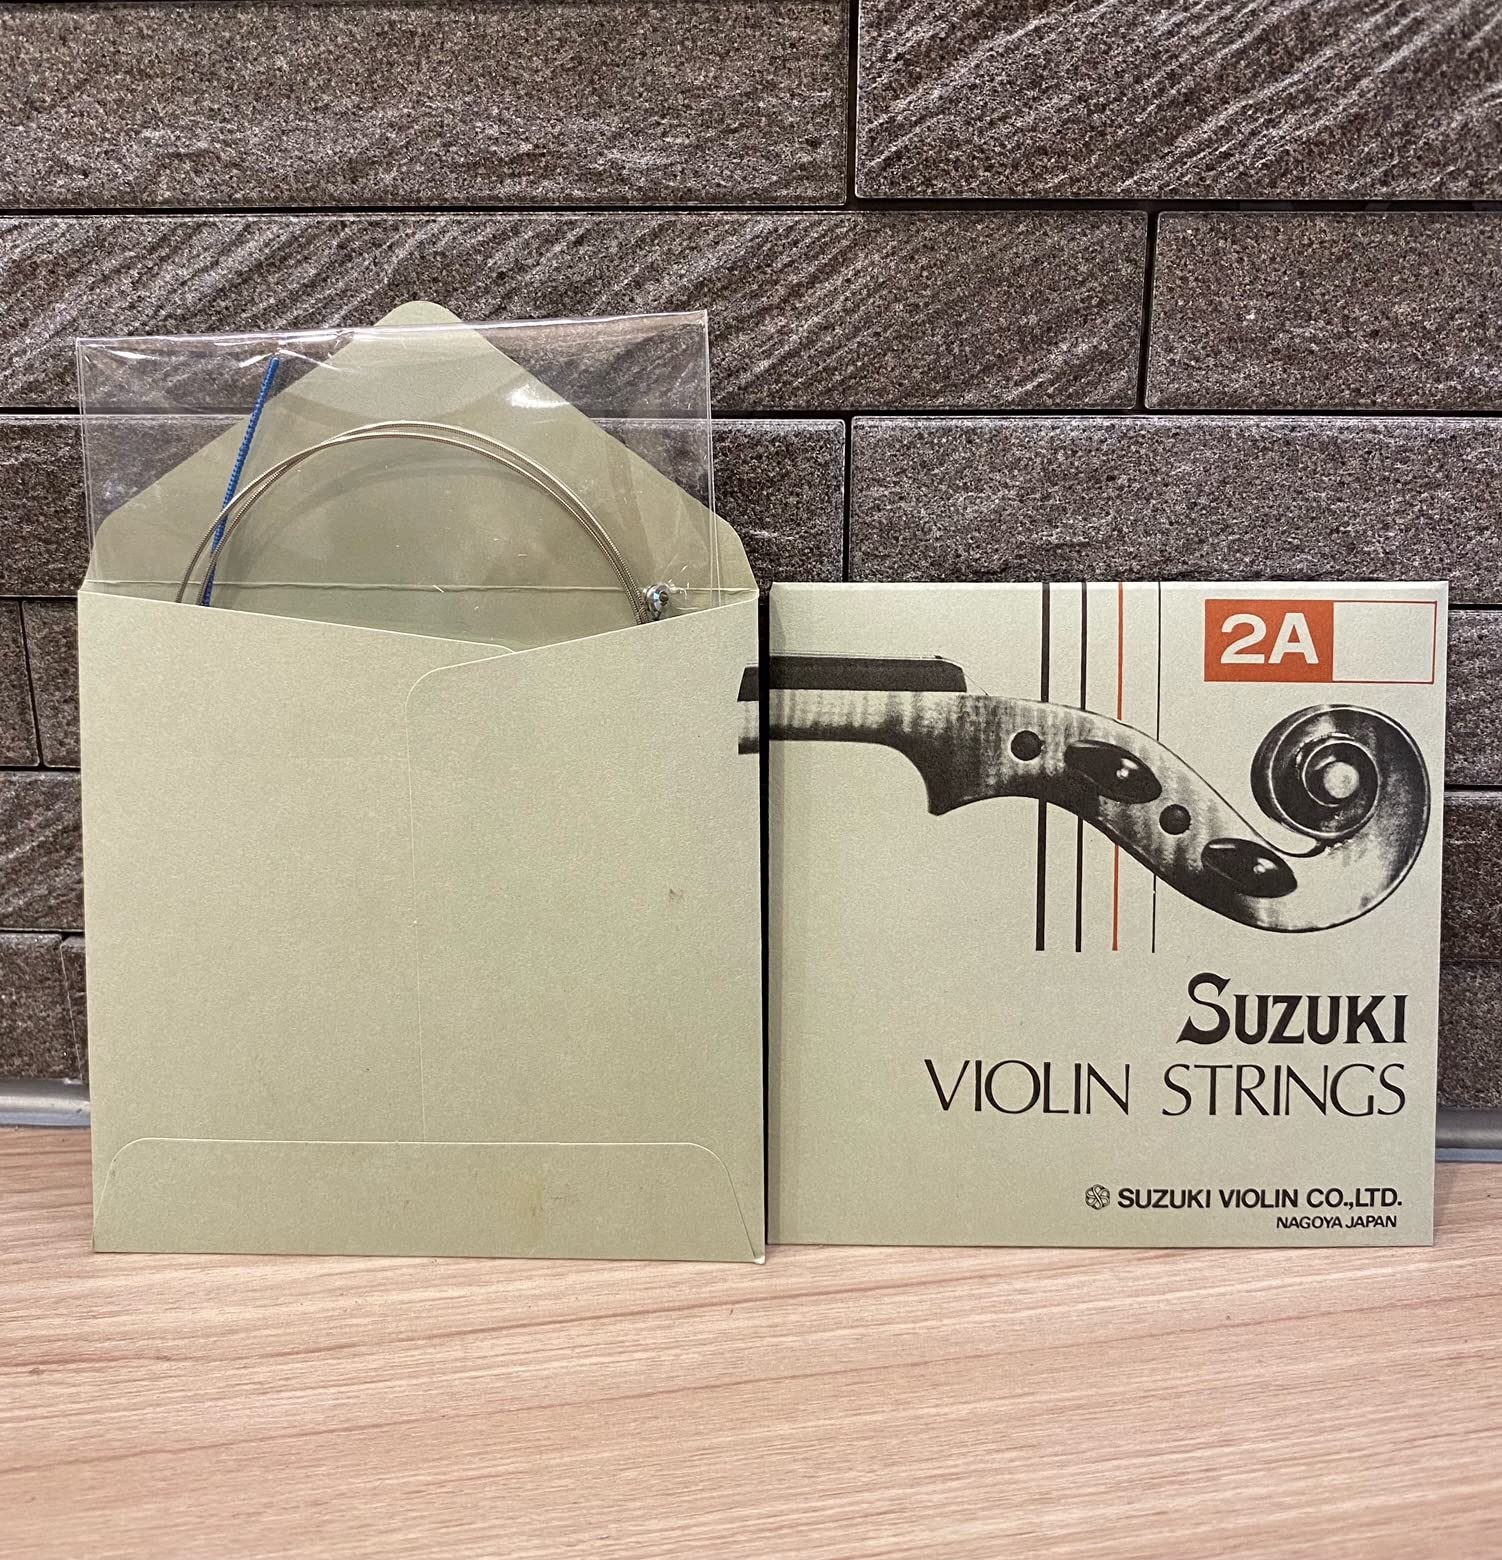 2A
SUZUKI
VIOLIN STRINGS
SUZUKI VIOLIN CO.,LTD.
NAGOYA JAPAN